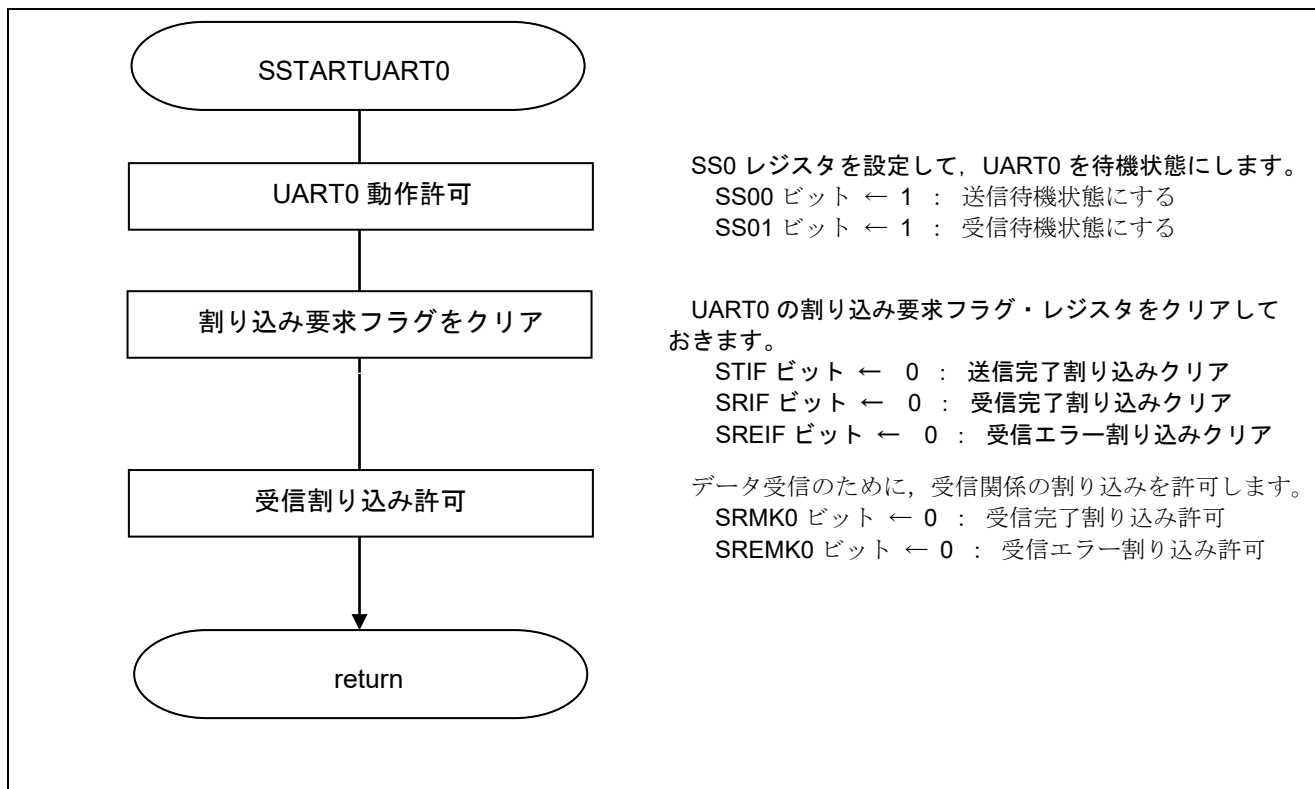 SSTARTUART0
UART0 動作許可
SS0 レジスタを設定して，UART0 を待機状態にします。
SS00 ビット ← 1 ： 送信待機状態にする
SS01 ビット ← 1 ： 受信待機状態にする
割り込み要求フラグをクリア
UART0 の割り込み要求フラグ・レジスタをクリアして
おきます。
STIF ビット ← 0 ： 送信完了割り込みクリア
SRIF ビット ← 0 ： 受信完了割り込みクリア
SREIF ビット ← 0 ： 受信エラー割り込みクリア
受信割り込み許可
データ受信のために，受信関係の割り込みを許可します。
SRMK0 ビット ← 0 ： 受信完了割り込み許可
SREMK0 ビット ← 0 ： 受信エラー割り込み許可
return